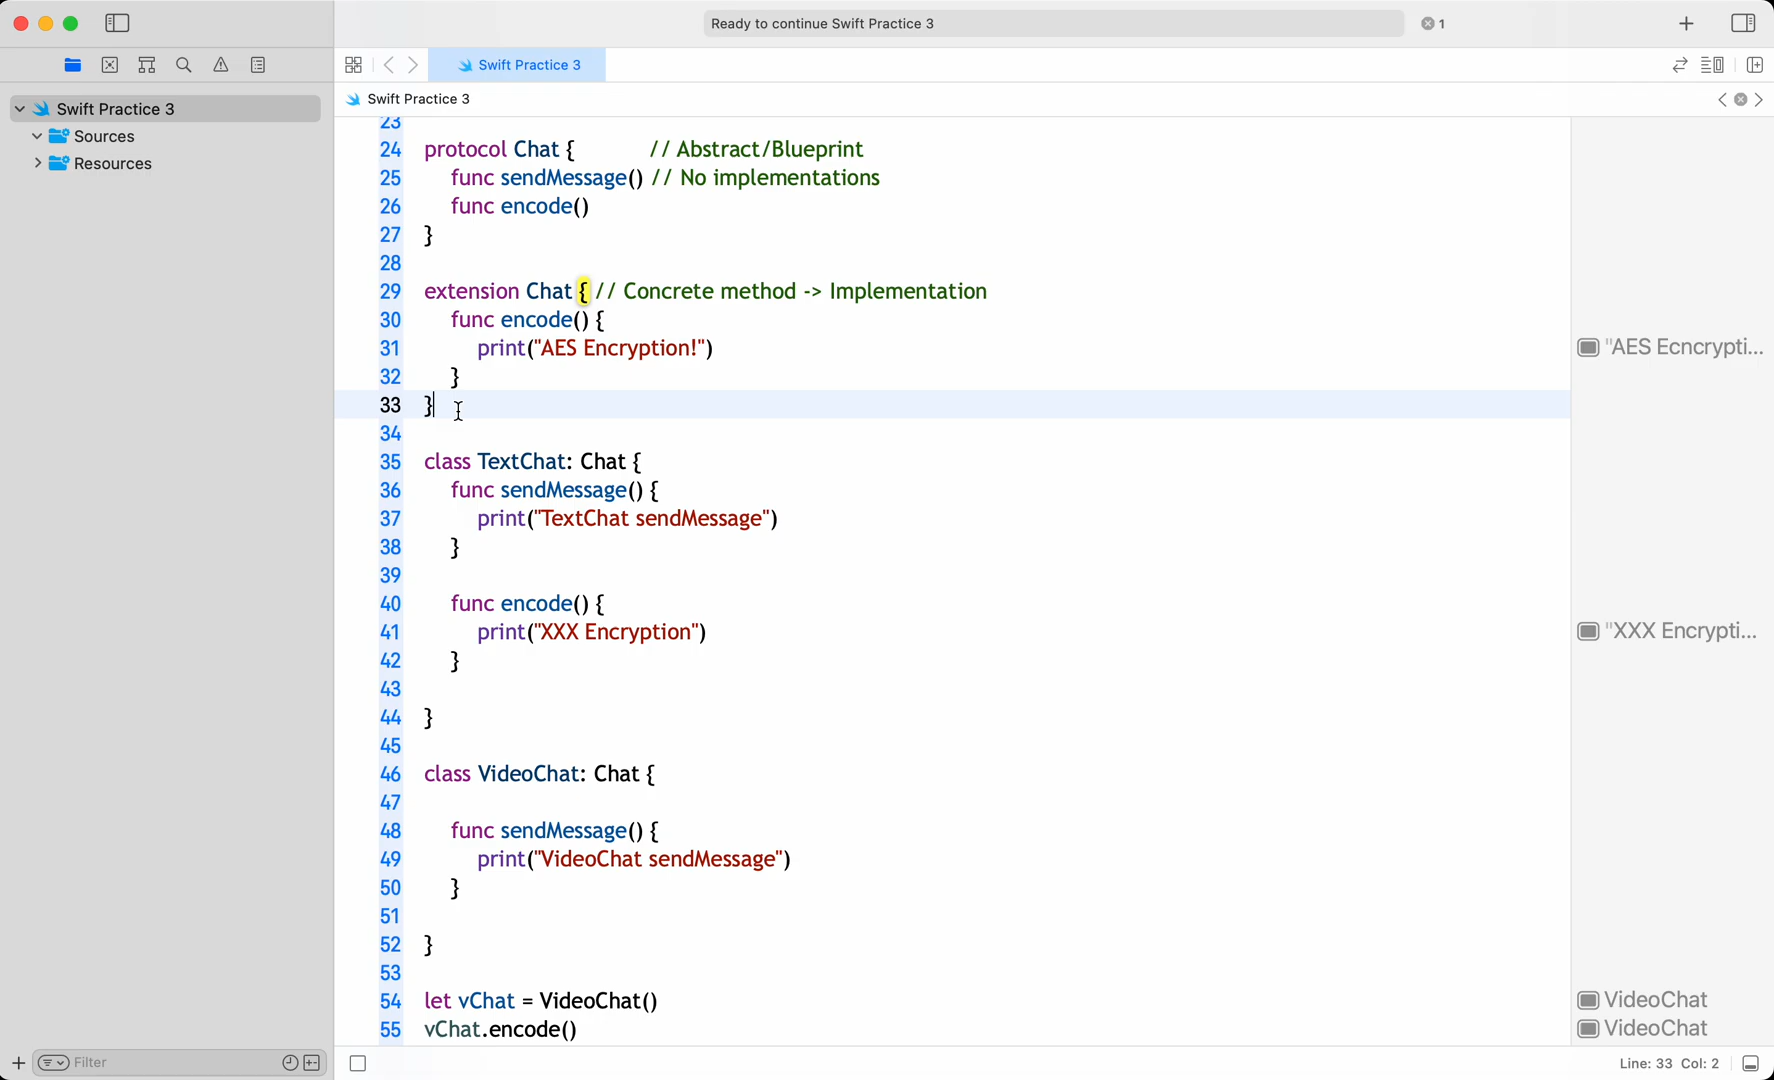 Ready to continue Swift Practice 3
1
Swift Practice 3
Swift Practice 3
Swift Practice 3
Sources
Resources
23
24 protocol Chat { // Abstract/Blueprint
25 func sendMessage() // No implementations
26 func encode()
27 }
28
29 extension Chat { // Concrete method -> Implementation
30 func encode() {
31 print("AES Encryption!") "AES Ecncrypti...
32 }
33 }
34
35 class TextChat: Chat {
36 func sendMessage() {
37 print("TextChat sendMessage")
38 }
39
40 func encode() {
41 print("XXX Encryption") "XXX Encrypti...
42 }
43
44 }
45
46 class VideoChat: Chat {
47
48 func sendMessage() {
49 print("VideoChat sendMessage")
50 }
51
52 }
53
54 let vChat = VideoChat() VideoChat
55 vChat.encode() VideoChat
Filter
Line: 33 Col: 2